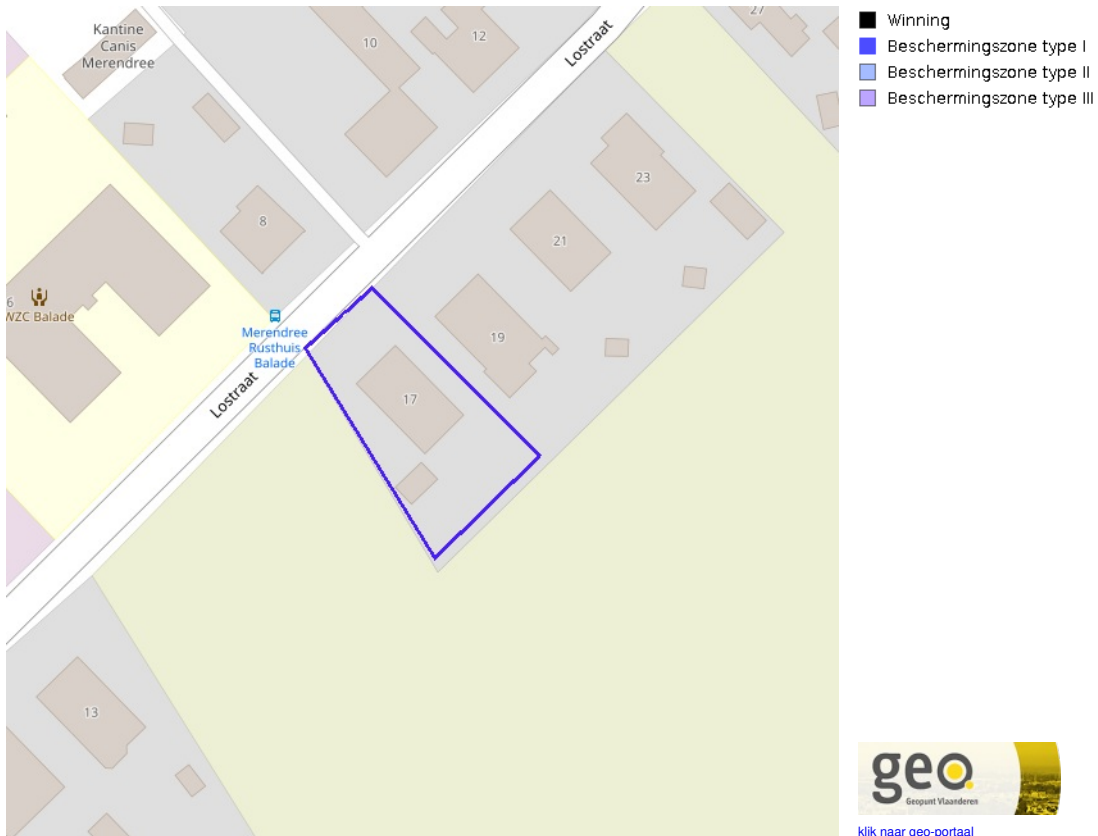 Kantine
Canis
Merendree
10
12
27
Lostraat
8
23
21
6
WZC Balade
Merendree
Rusthuis
Balade
19
17
Lostraat
13
Winning
Beschermingszone type I
Beschermingszone type II
Beschermingszone type III
geo.
Geopunt Vlaanderen
klik naar geo-portaal